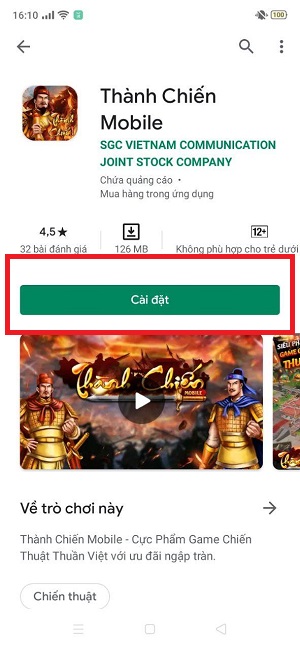 16:10
100
Thành Chiến
Mobile
SGC VIETNAM COMMUNICATION
JOINT STOCK COMPANY
Chứa quảng cáo •
Mua hàng trong ứng dụng
4,5★
32 bài đánh giá
126 MB
12+
Không phù hợp cho trẻ dưới
Cài đặt
Thành Chiến
MOBILE
Về trò chơi này
Thành Chiến Mobile - Cực Phẩm Game Chiến
Thuật Thuần Việt với ưu đãi ngập tràn.
Chiến thuật